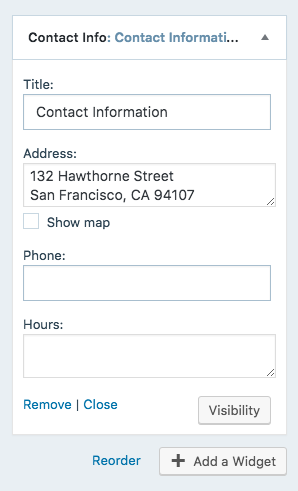 Contact Info: Contact Informati...
Title:
Contact Information
Address:
132 Hawthorne Street
San Francisco, CA 94107
Show map
Phone:
Hours:
Remove | Close
Visibility
Reorder
Add a Widget